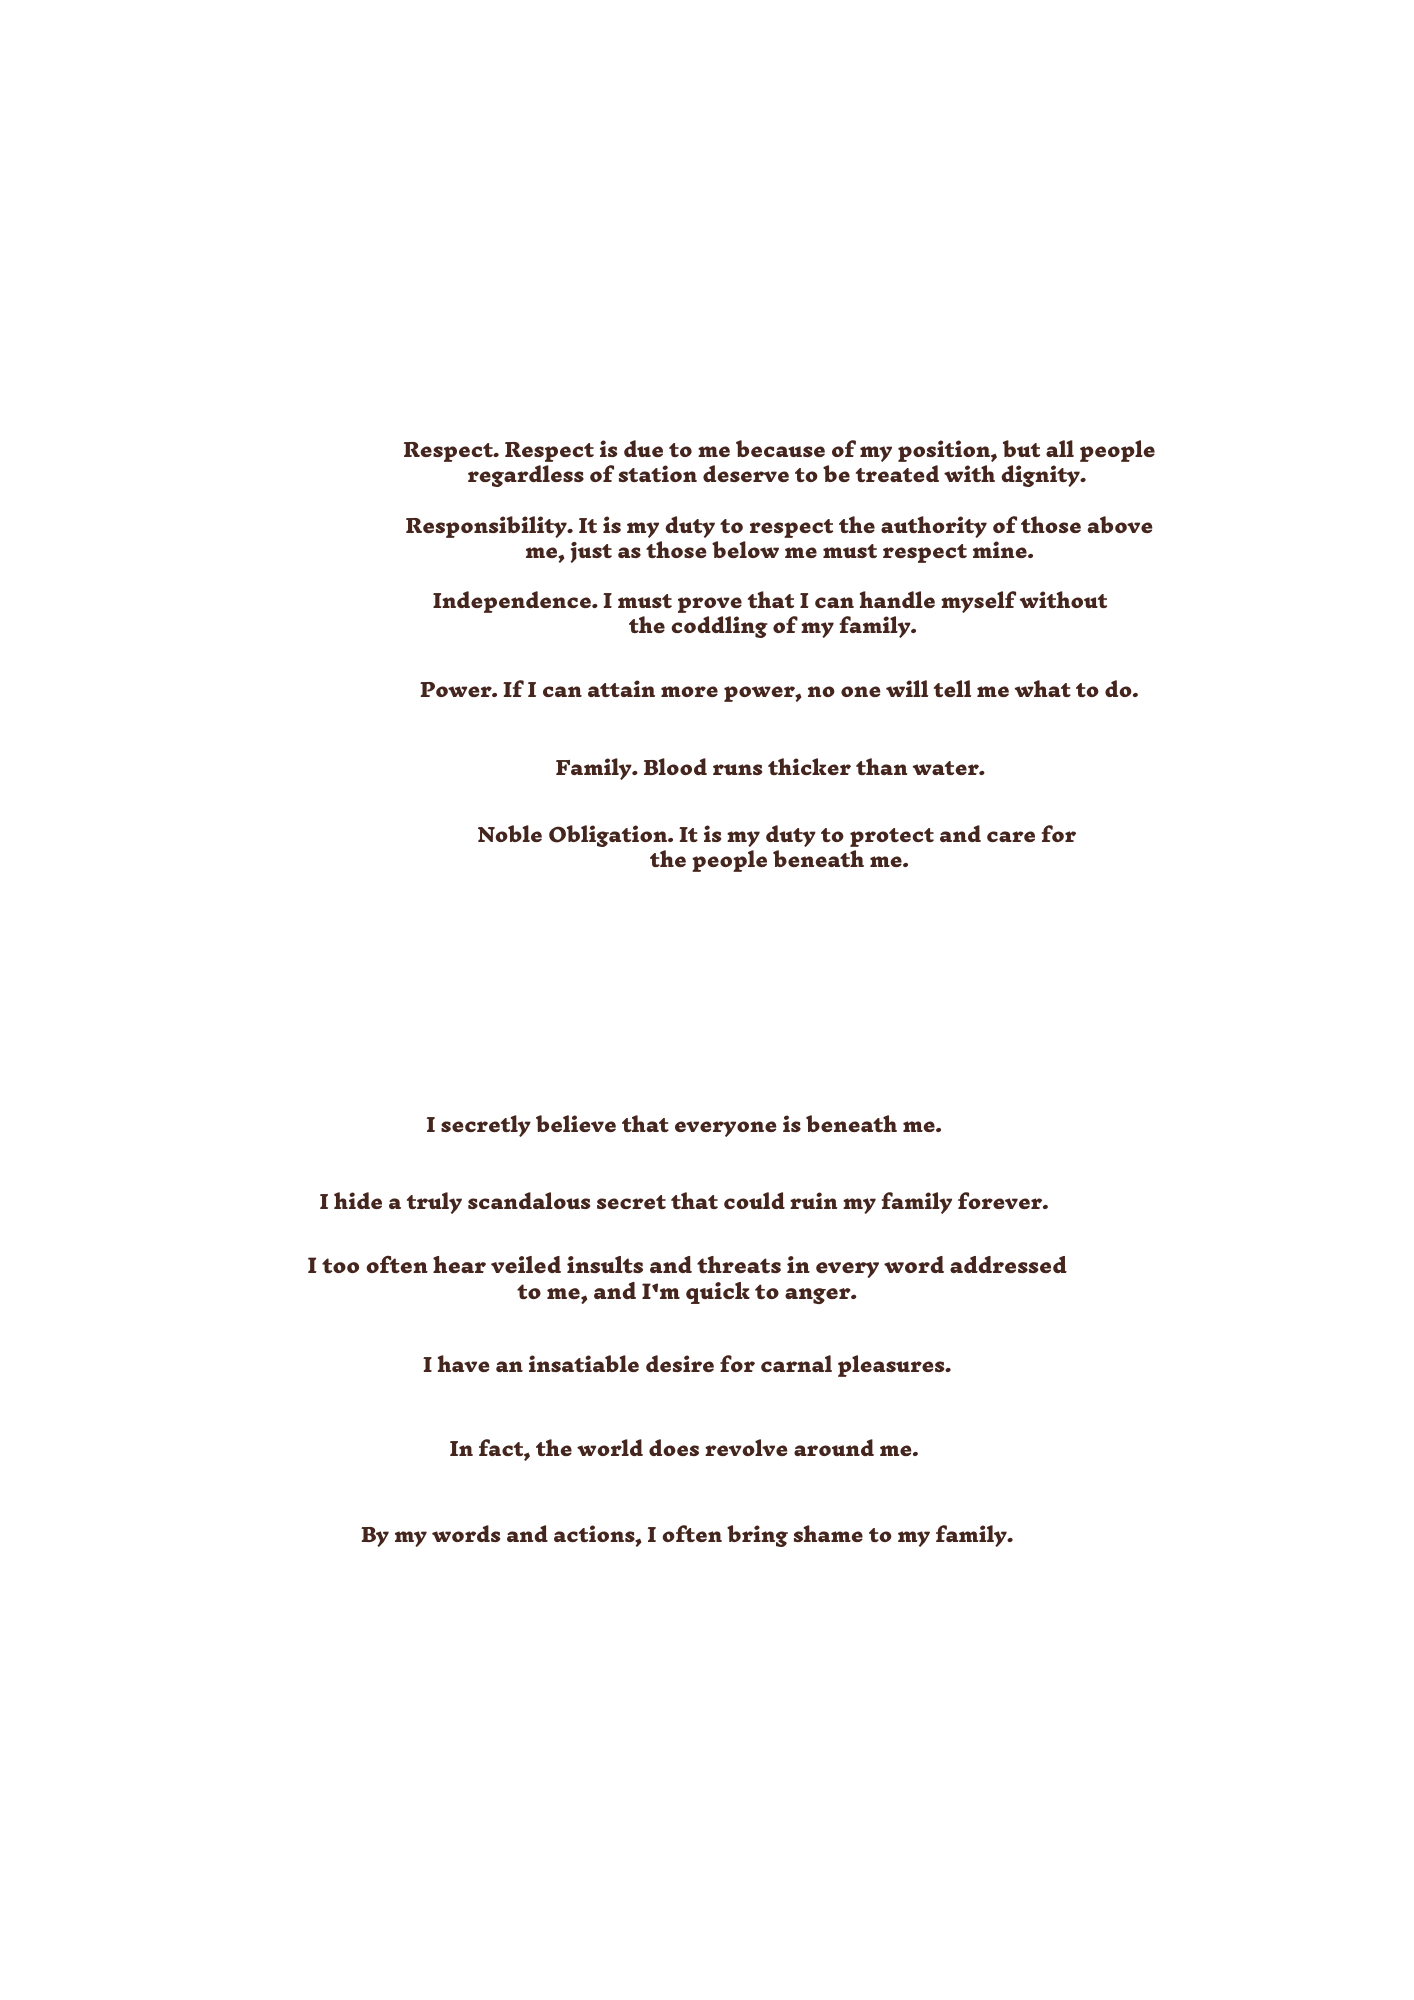 Respect. Respect is due to me because of my position, but all people
regardless of station deserve to be treated with dignity.
Responsibility. It is my duty to respect the authority of those above
me, just as those below me must respect mine.
Independence. I must prove that I can handle myself without
the coddling of my family.
Power. If I can attain more power, no one will tell me what to do.
Family. Blood runs thicker than water.
Noble Obligation. It is my duty to protect and care for
the people beneath me.
I secretly believe that everyone is beneath me.
I hide a truly scandalous secret that could ruin my family forever.
I too often hear veiled insults and threats in every word addressed
to me, and I'm quick to anger.
I have an insatiable desire for carnal pleasures.
In fact, the world does revolve around me.
By my words and actions, I often bring shame to my family.